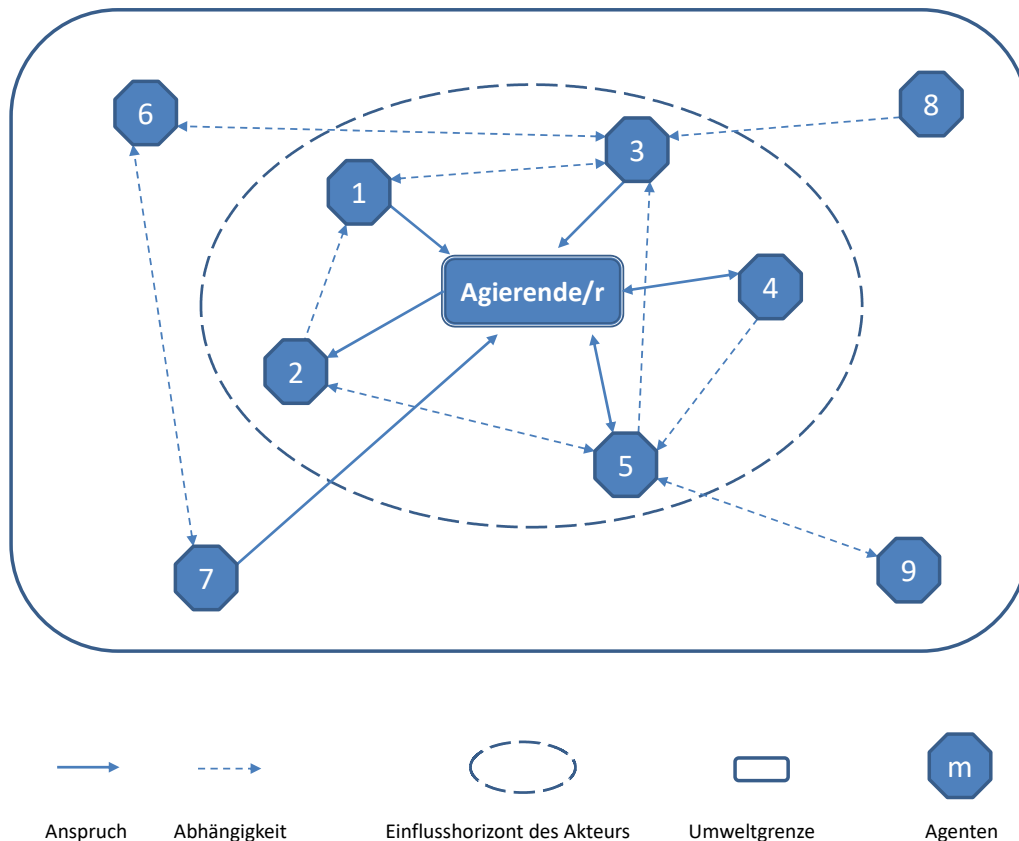 6
8
3
1
Agierende/r
4
2
5
7
9
m
Anspruch
Abhängigkeit
Einflusshorizont des Akteurs
Umweltgrenze
Agenten